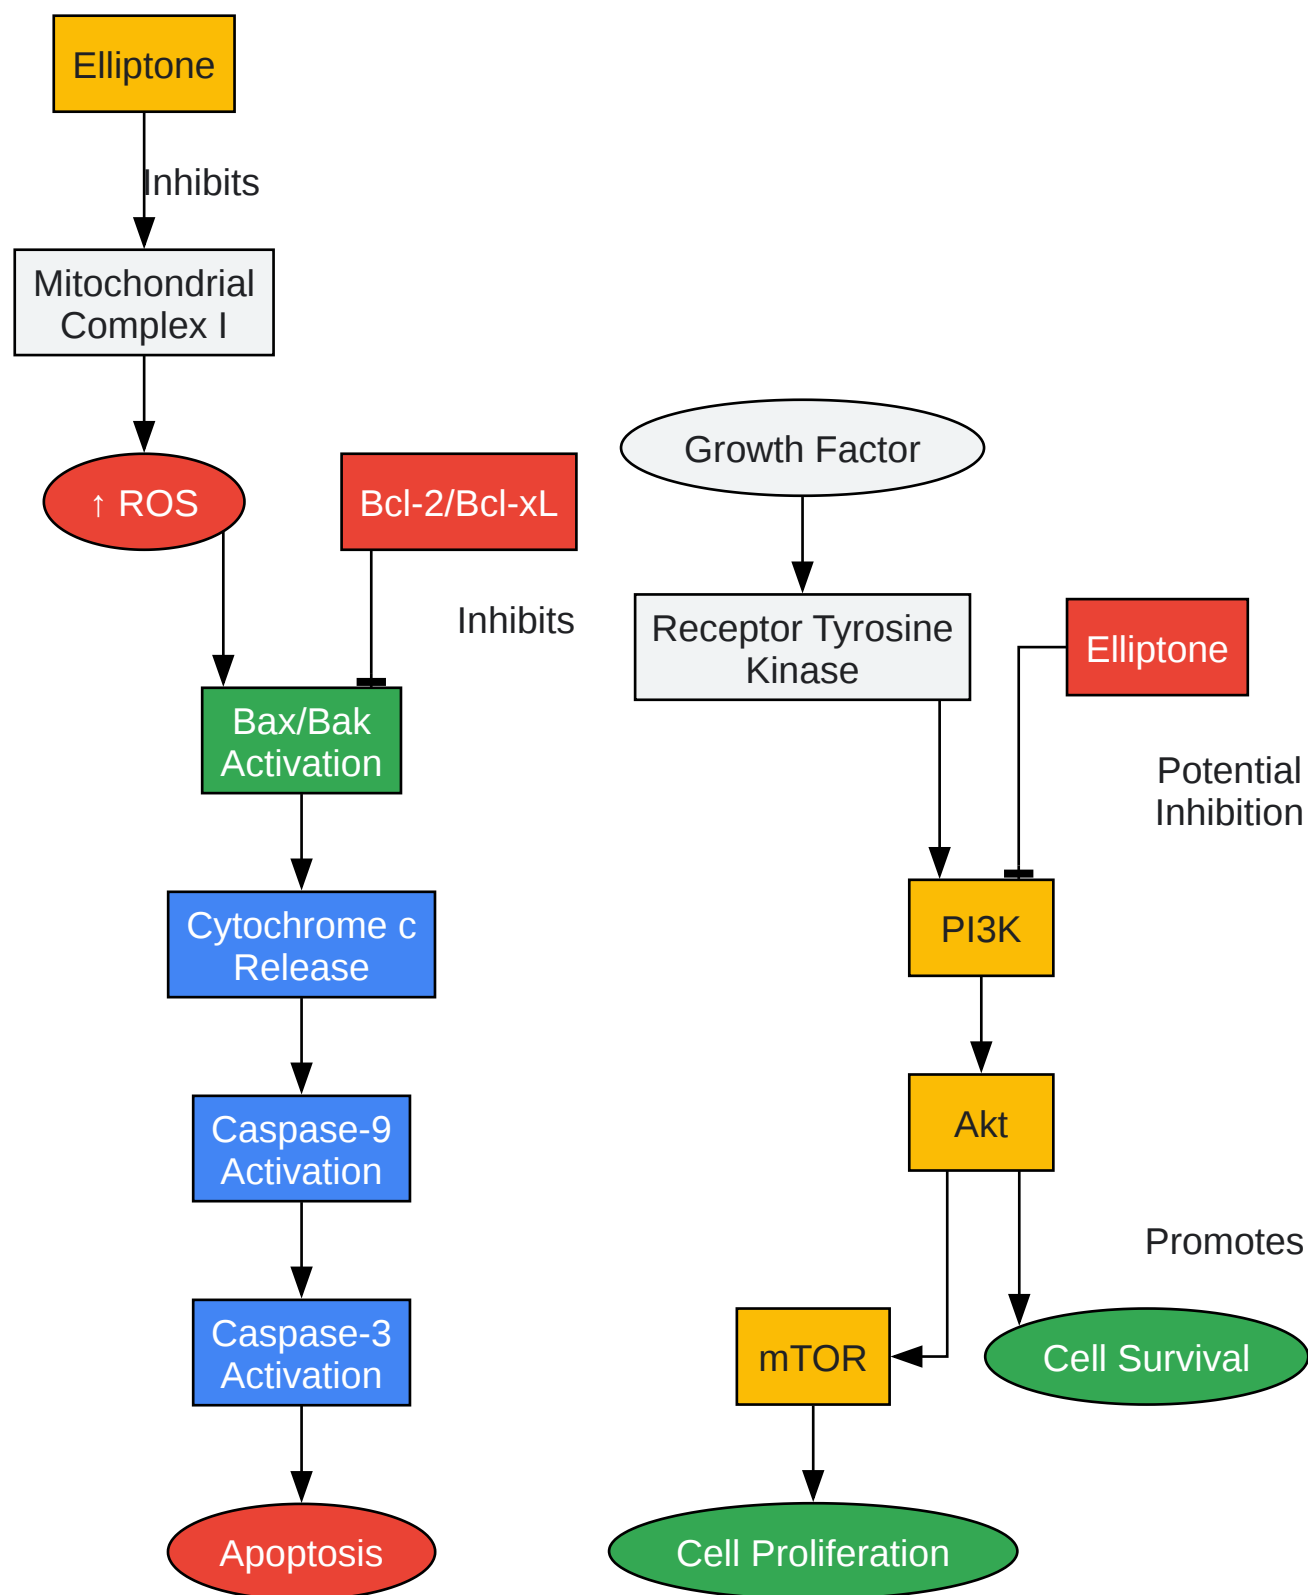 Elliptone
Inhibits
Mitochondrial
Complex I
↑ ROS
Bcl-2/Bcl-xL
Inhibits
Bax/Bak
Activation
Cytochrome c
Release
Caspase-9
Activation
Caspase-3
Activation
Apoptosis
Growth Factor
Receptor Tyrosine
Kinase
Elliptone
Potential
Inhibition
PI3K
Akt
Promotes
mTOR
Cell Survival
Cell Proliferation